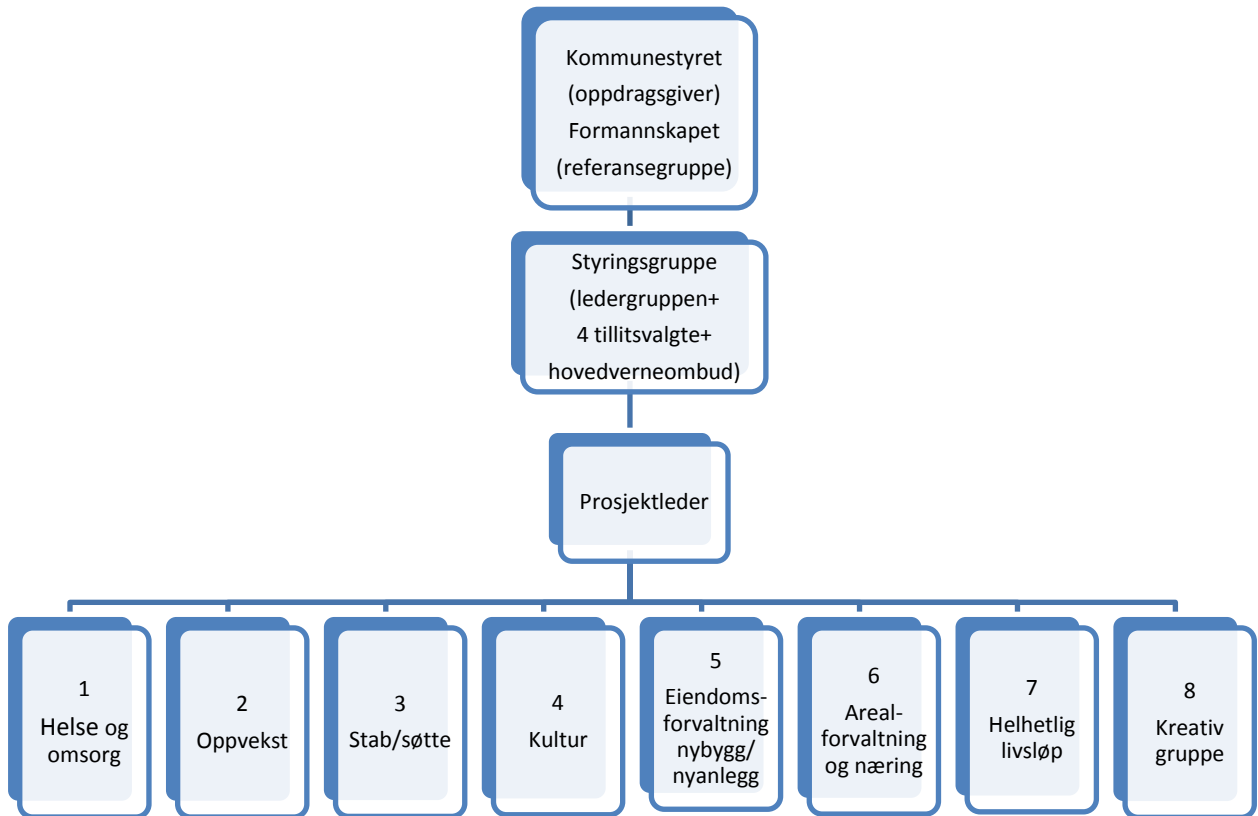 Kommunestyret
(oppdragsgiver)
Formannskapet
(referansegruppe)
Styringsgruppe
(ledergruppen+
4 tillitsvalgte+
hovedverneombud)
Prosjektleder
1
Helse og
omsorg
2
Oppvekst
3
Stab/søtte
4
Kultur
5
Eiendoms-
forvaltning
nybygg/
nyanlegg
6
Areal-
forvaltning
og næring
7
Helhetlig
livsløp
8
Kreativ
gruppe